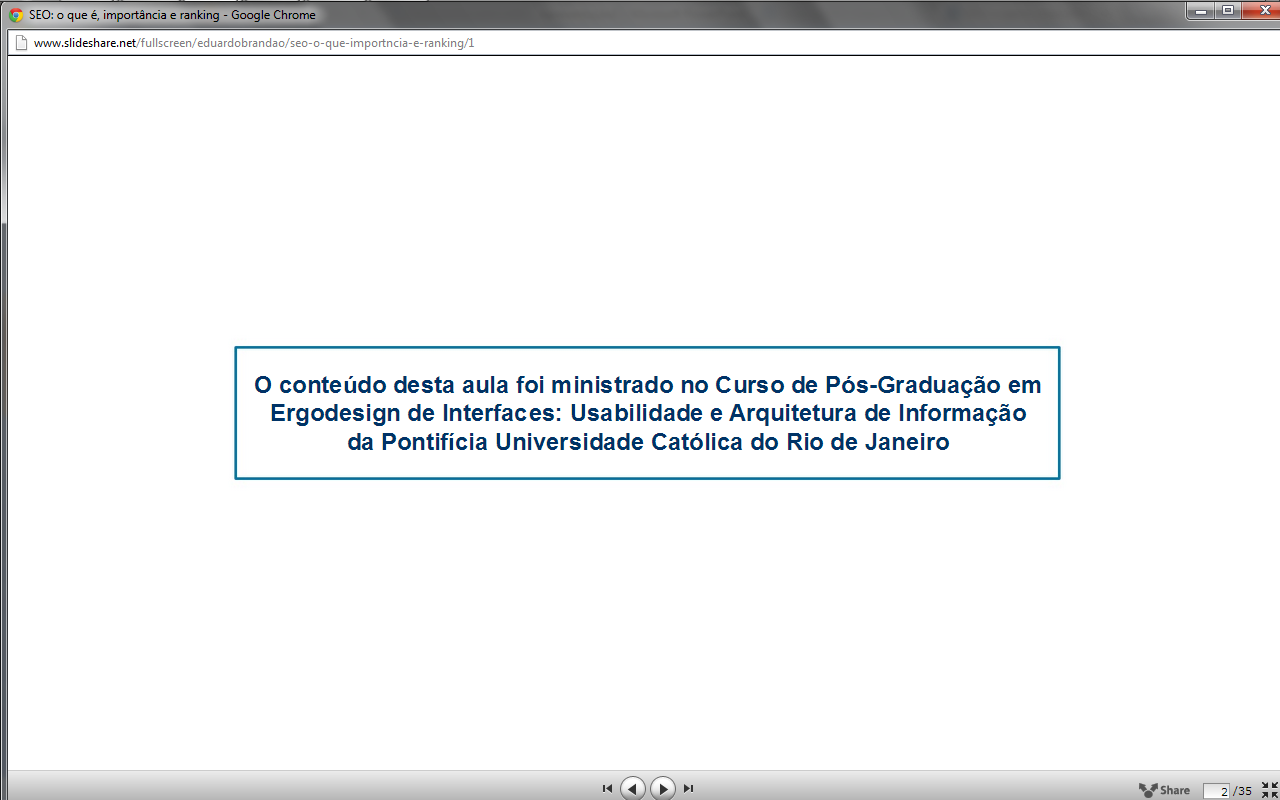 SEO: o que é, importância e ranking - Google Chrome
www.slideshare.net/fullscreen/eduardobrandao/seo-o-que-importncia-e-ranking/1
O conteúdo desta aula foi ministrado no Curso de Pós-Graduação em
Ergodesign de Interfaces: Usabilidade e Arquitetura de Informação
da Pontifícia Universidade Católica do Rio de Janeiro
Share
2 /35